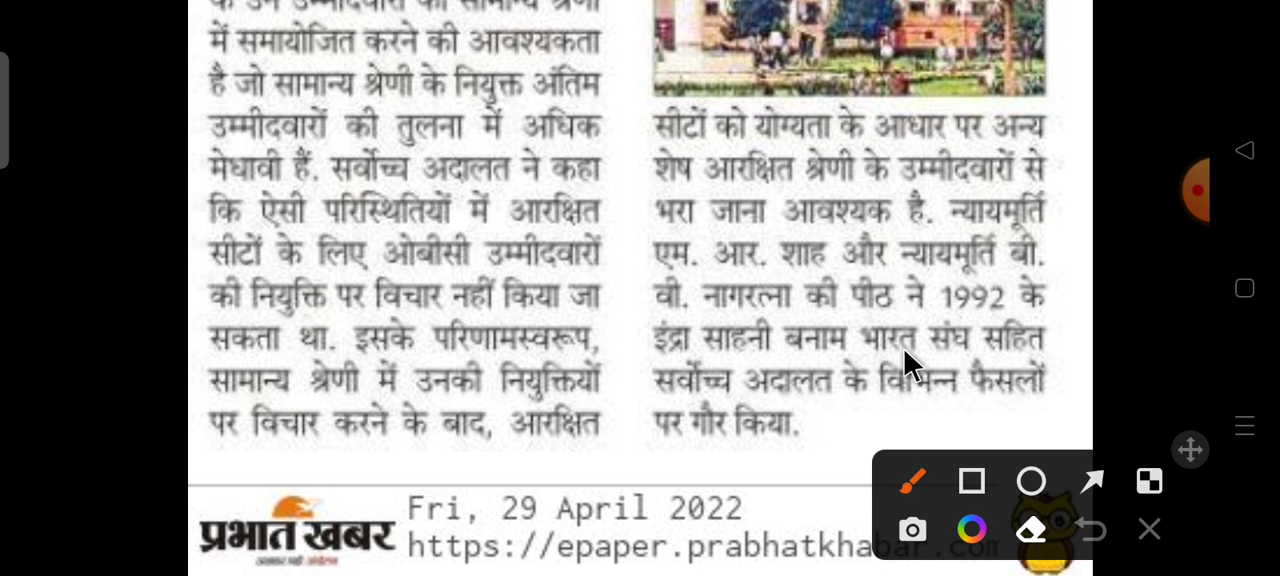 के उन उम्मीदवारों को सामान्य श्रेणी
में समायोजित करने की आवश्यकता
है जो सामान्य श्रेणी के नियुक्त अंतिम
उम्मीदवारों की तुलना में अधिक
मेधावी हैं. सर्वोच्च अदालत ने कहा
कि ऐसी परिस्थितियों में आरक्षित
सीटों के लिए ओबीसी उम्मीदवारों
की नियुक्ति पर विचार नहीं किया जा
सकता था. इसके परिणामस्वरूप,
सामान्य श्रेणी में उनकी नियुक्तियों
पर विचार करने के बाद, आरक्षित
सीटों को योग्यता के आधार पर अन्य
शेष आरक्षित श्रेणी के उम्मीदवारों से
भरा जाना आवश्यक है. न्यायमूर्ति
एम. आर. शाह और न्यायमूर्ति बी.
वी. नागरत्ना की पीठ ने 1992 के
इंद्रा साहनी बनाम भारत संघ सहित
सर्वोच्च अदालत के विभिन्न फैसलों
पर गौर किया.
प्रभात खबर
Fri, 29 April 2022
https://epaper.prabhatkhabar.com